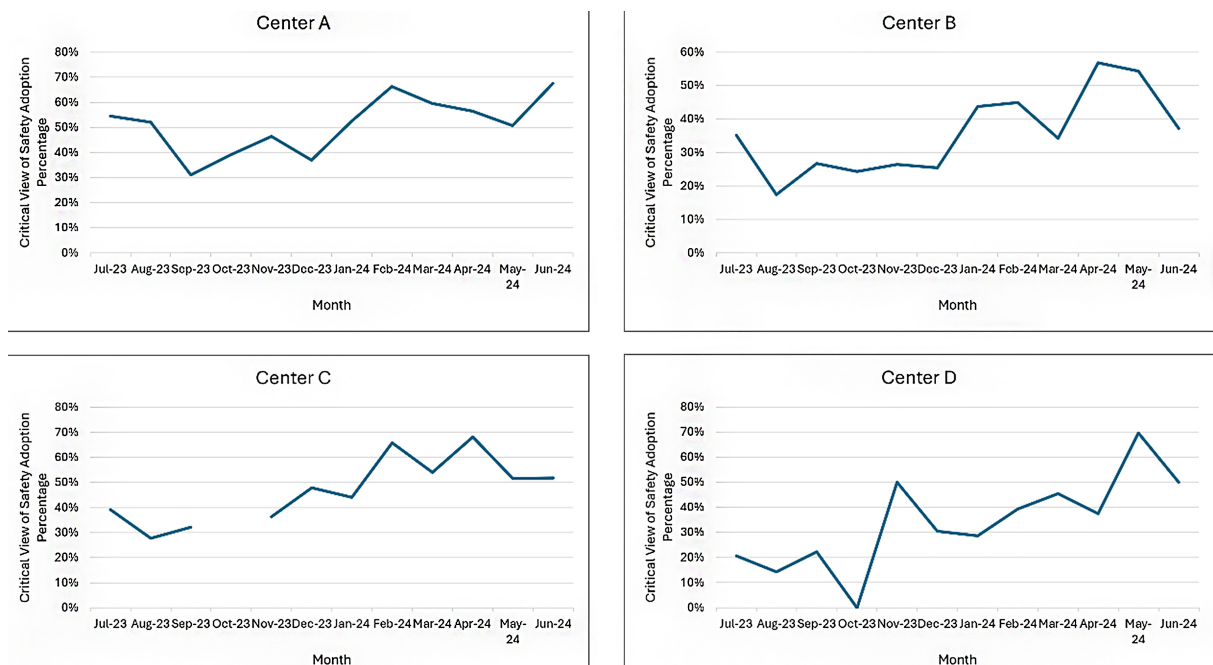 Center A
Critical View of Safety Adoption
Percentage
80%
70%
60%
50%
40%
30%
20%
10%
0%
Jul-23 Aug-23 Sep-23 Oct-23 Nov-23 Dec-23 Jan-24 Feb-24 Mar-24 Apr-24 May-24 Jun-24
Month
Center B
Critical View of Safety Adoption
Percentage
60%
50%
40%
30%
20%
10%
0%
Jul-23 Aug-23 Sep-23 Oct-23 Nov-23 Dec-23 Jan-24 Feb-24 Mar-24 Apr-24 May-24 Jun-24
Month
Center C
Critical View of Safety Adoption
Percentage
80%
70%
60%
50%
40%
30%
20%
10%
0%
Jul-23 Aug-23 Sep-23 Oct-23 Nov-23 Dec-23 Jan-24 Feb-24 Mar-24 Apr-24 May-24 Jun-24
Month
Center D
Critical View of Safety Adoption
Percentage
80%
70%
60%
50%
40%
30%
20%
10%
0%
Jul-23 Aug-23 Sep-23 Oct-23 Nov-23 Dec-23 Jan-24 Feb-24 Mar-24 Apr-24 May-24 Jun-24
Month